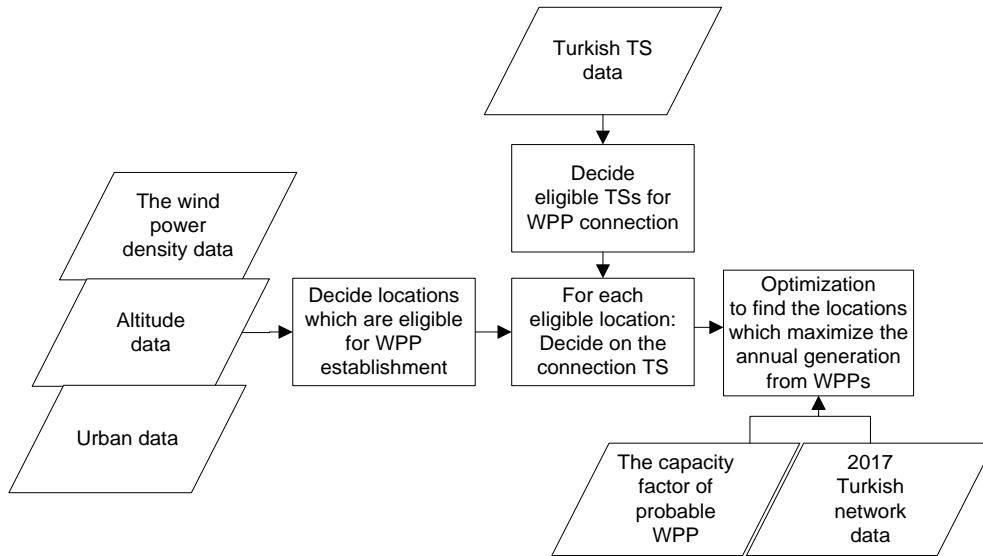 Turkish TS
data
Decide
eligible TSs for
WPP connection
The wind
power
density data
Altitude
data
Urban data
Decide locations
which are eligible
for WPP
establishment
For each
eligible location:
Decide on the
connection TS
Optimization
to find the locations
which maximize the
annual generation
from WPPs
The capacity
factor of
probable
WPP
2017
Turkish
network
data